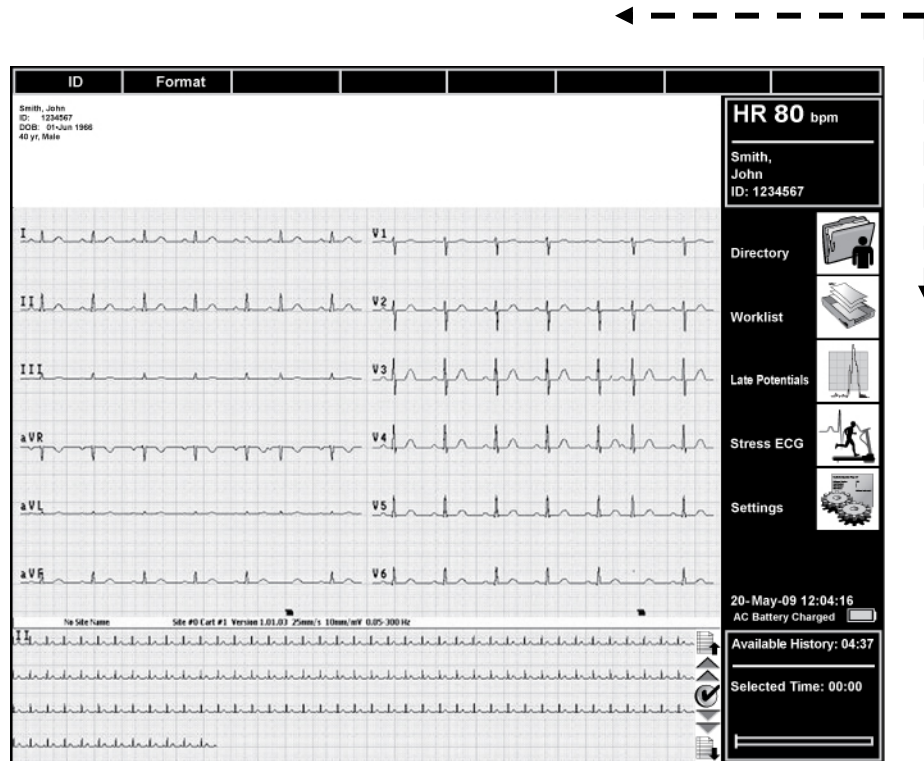 ID Format
Smith, John
ID: 1234567
DOB: 01-Jun 1966
40 yr, Male
HR 80 bpm
Smith,
John
ID: 1234567
I
V1
II
V2
III
V3
aVR
V4
aVL
V5
aVF
V6
Directory
Worklist
Late Potentials
Stress ECG
Settings
20-May-09 12:04:16
AC Battery Charged
No Site Name Site #0 Cart #1 Version 1.01.03 25mm/s 10mm/mV 0.05-300 Hz
II
Available History: 04:37
Selected Time: 00:00